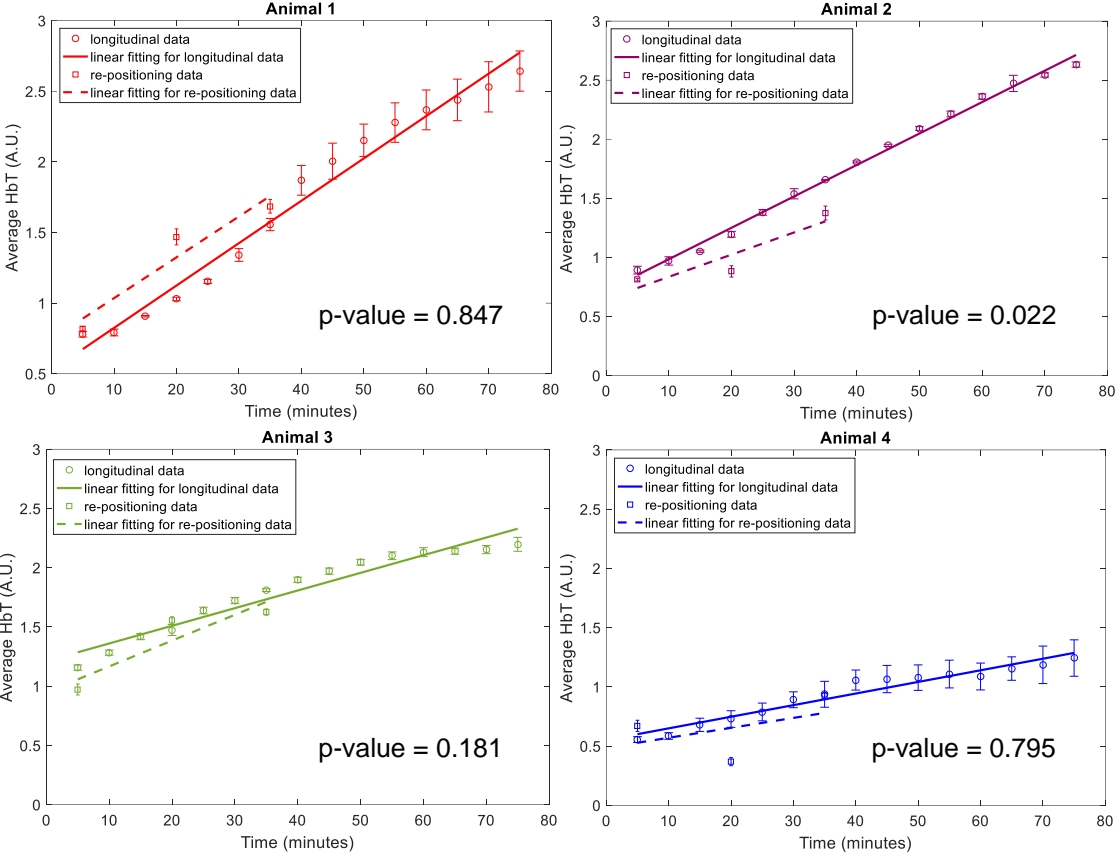 Animal 1
3
2.5
2
1.5
1
0.5
Average HbT (A.U.)
longitudinal data
linear fitting for longitudinal data
re-positioning data
linear fitting for re-positioning data
p-value = 0.847
0 10 20 30 40 50 60 70 80
Time (minutes)
Animal 2
3
2.5
2
1.5
1
0.5
0
Average HbT (A.U.)
longitudinal data
linear fitting for longitudinal data
re-positioning data
linear fitting for re-positioning data
p-value = 0.022
0 10 20 30 40 50 60 70 80
Time (minutes)
Animal 3
3
2.5
2
1.5
1
0.5
0
Average HbT (A.U.)
longitudinal data
linear fitting for longitudinal data
re-positioning data
linear fitting for re-positioning data
p-value = 0.181
0 10 20 30 40 50 60 70 80
Time (minutes)
Animal 4
3
2.5
2
1.5
1
0.5
0
Average HbT (A.U.)
longitudinal data
linear fitting for longitudinal data
re-positioning data
linear fitting for re-positioning data
p-value = 0.795
0 10 20 30 40 50 60 70 80
Time (minutes)